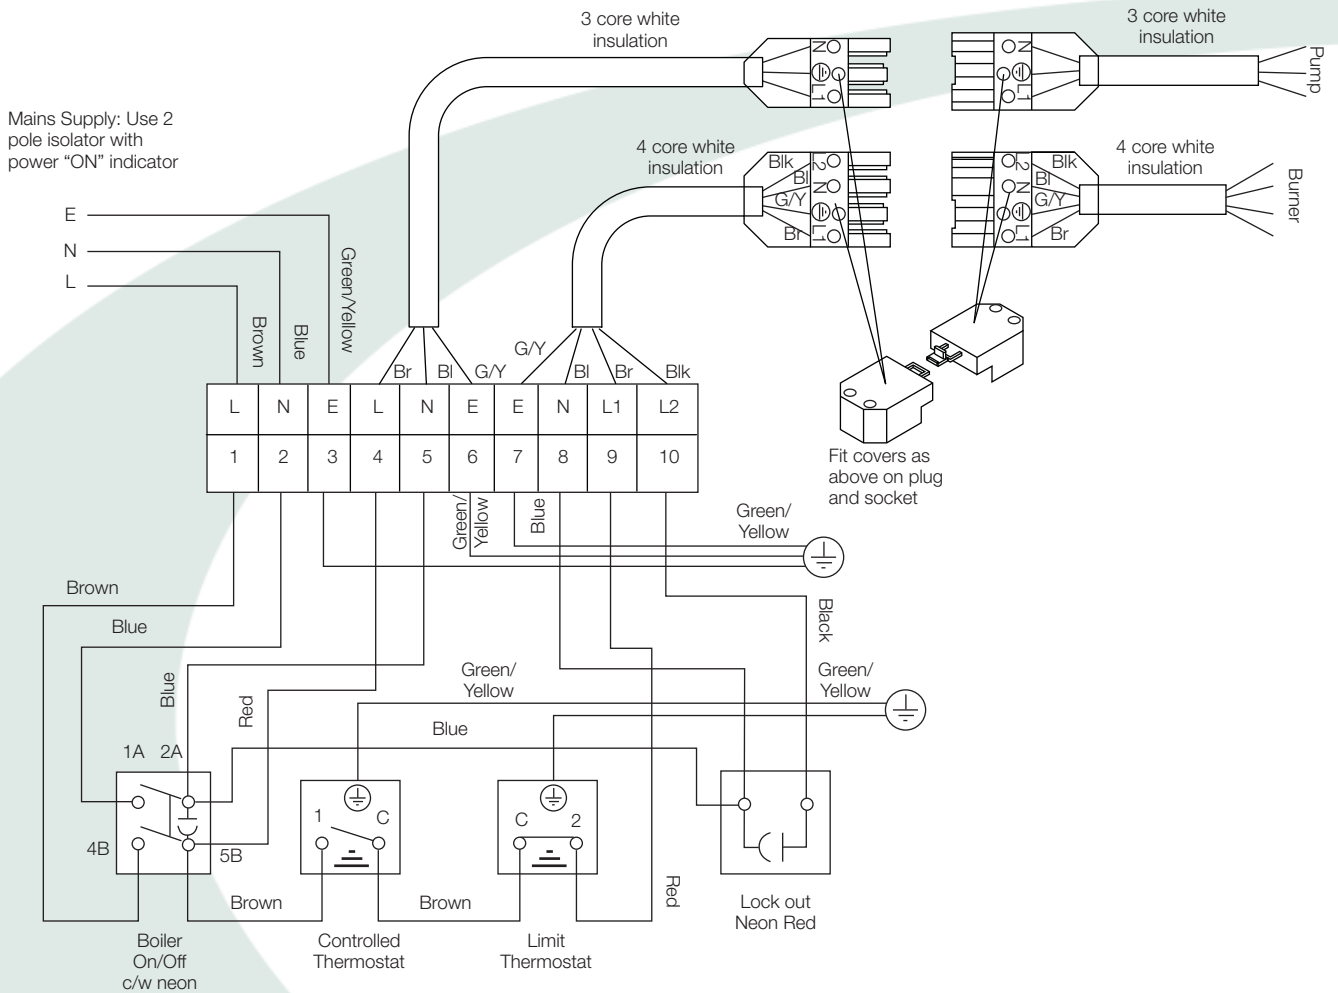 3 core white
insulation
3 core white
insulation
N
L1
N
L1
Pump
Mains Supply: Use 2
pole isolator with
power “ON” indicator
4 core white
insulation
4 core white
insulation
Blk
Bl
G/Y
Br
L2
N
L1
L2
N
L1
Blk
Bl
G/Y
Br
Burner
E
N
L
Brown
Blue
Green/Yellow
Br
Bl
G/Y
G/Y
Bl
Br
Blk
L N E L N E E N L1 L2
1 2 3 4 5 6 7 8 9 10
Fit covers as
above on plug
and socket
Green/
Yellow
Blue
Green/
Yellow
Brown
Blue
Black
Blue
Red
Green/
Yellow
Green/
Yellow
Blue
1A 2A
4B
5B
1 C
C 2
Brown
Brown
Red
Boiler
On/Off
c/w neon
Controlled
Thermostat
Limit
Thermostat
Lock out
Neon Red